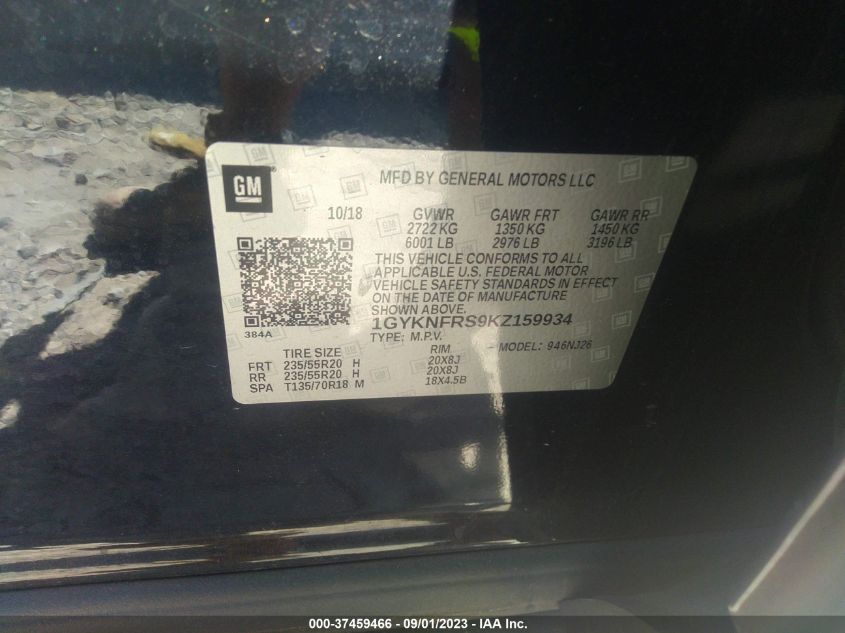 GM
MFD BY GENERAL MOTORS LLC
10/18 GVWR GAWR FRT GAWR RR
2722 KG 1350 KG 1450 KG
6001 LB 2976 LB 3196 LB
THIS VEHICLE CONFORMS TO ALL
APPLICABLE U.S. FEDERAL MOTOR
VEHICLE SAFETY STANDARDS IN EFFECT
ON THE DATE OF MANUFACTURE
SHOWN ABOVE.
384A
1GYKNFRS9KZ159934
TYPE: M.P.V. MODEL: 946NJ26
TIRE SIZE RIM
FRT 235/55R20 H 20X8J
RR 235/55R20 H 20X8J
SPA T135/70R18 M 18X4.5B
000-37459466 - 09/01/2023 - IAA Inc.